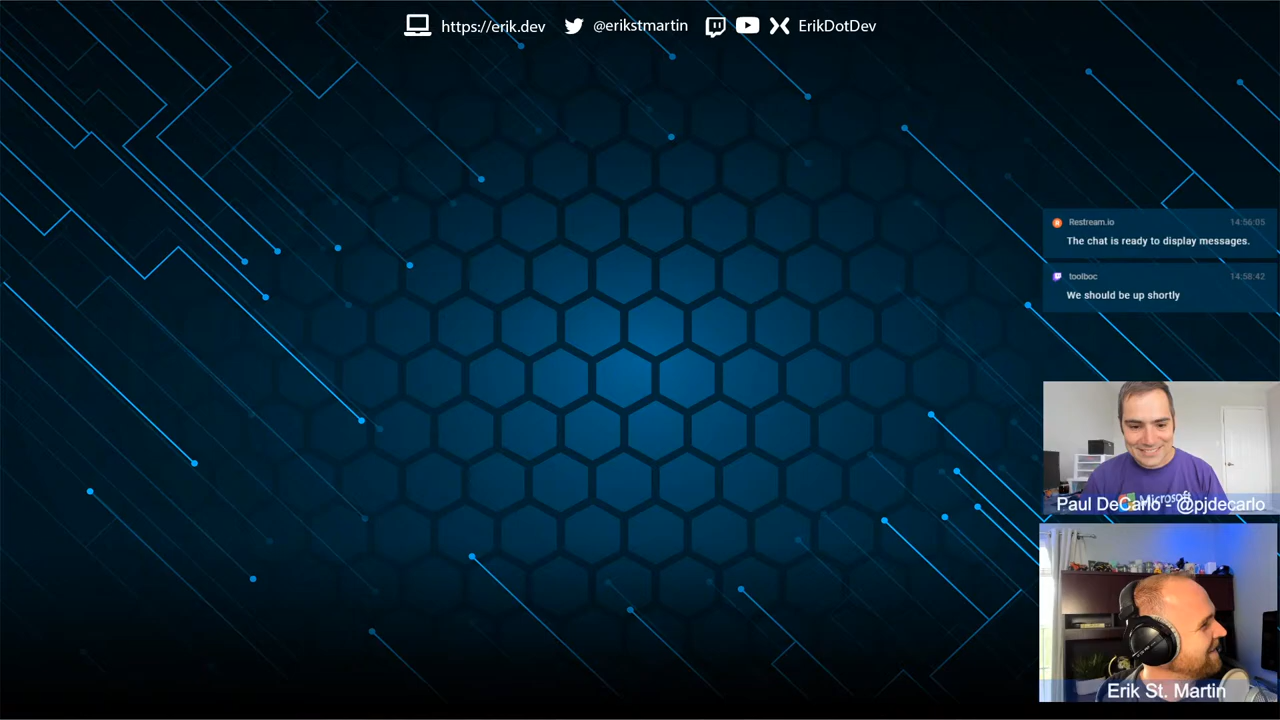 https://erik.dev @erikstmartin ErikDotDev
Restream.io 14:56:05
The chat is ready to display messages.
toolboc 14:58:42
We should be up shortly
Microsoft
Paul DeCarlo - @pjdecarlo
Erik St. Martin